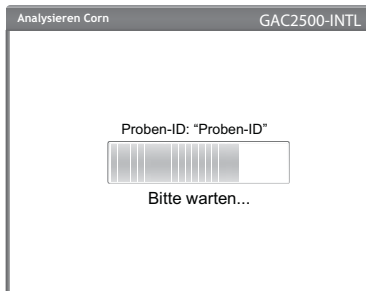 Analysieren Corn GAC2500-INTL
Proben-ID: “Proben-ID”
Bitte warten...